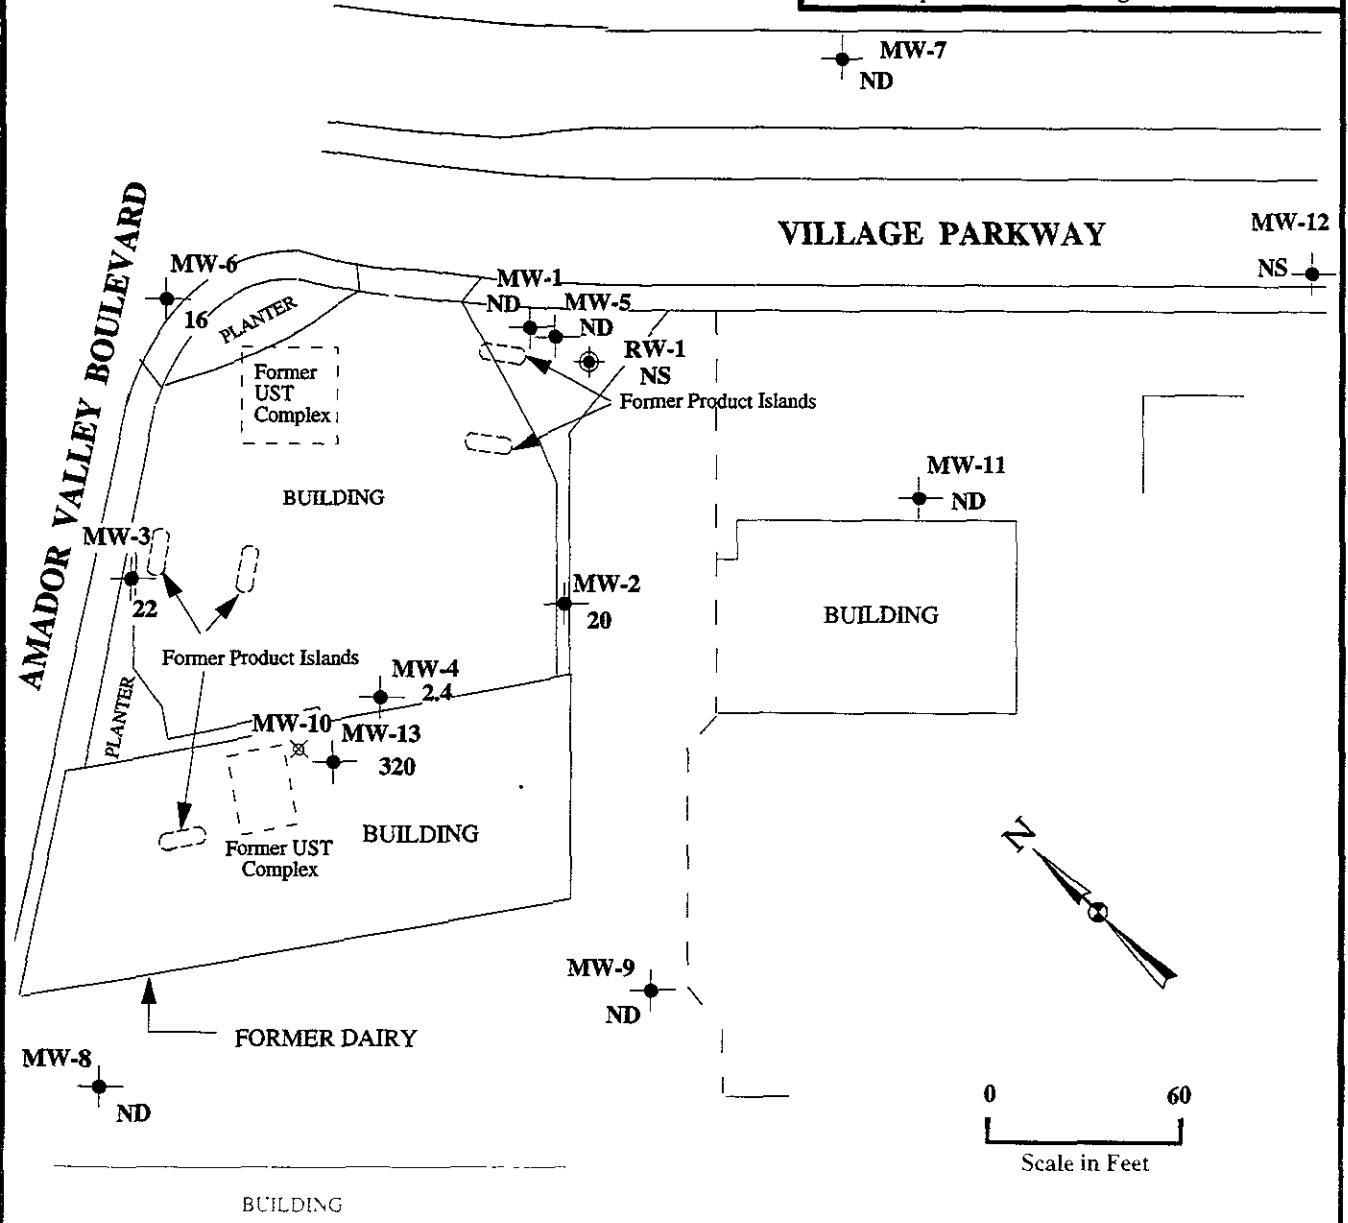 MW-7
ND
VILLAGE PARKWAY
MW-12
NS
AMADOR VALLEY BOULEVARD
MW-6
16
PLANTER
MW-1
ND
MW-5
ND
RW-1
NS
Former
UST
Complex
Former Product Islands
BUILDING
MW-11
ND
MW-3
22
MW-2
20
BUILDING
Former Product Islands
MW-4
2.4
PLANTER
MW-10
MW-13
320
BUILDING
Former UST
Complex
N
MW-9
ND
FORMER DAIRY
MW-8
ND
0 60
Scale in Feet
BUILDING